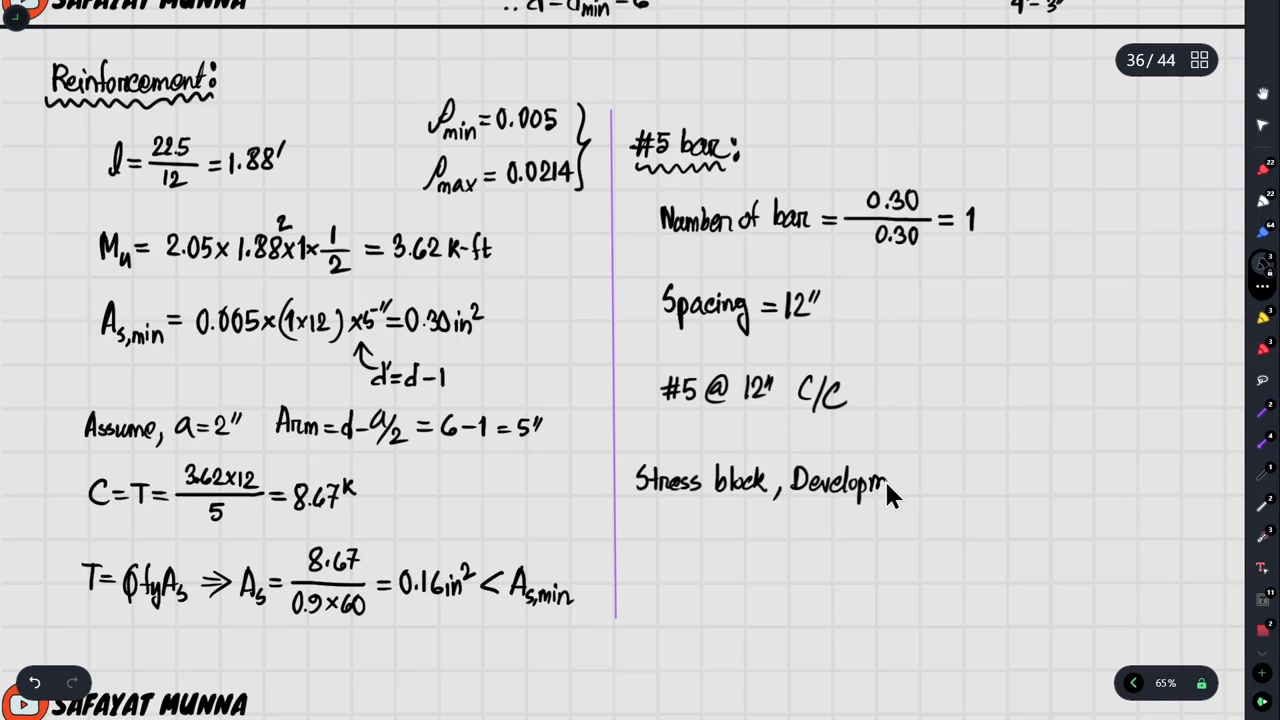 SAFAYAT MUNNA
36/44
Reinforcement:
l = 22.5/12 = 1.88'
ρmin = 0.005
ρmax = 0.0214
Mu = 2.05 x 1.88² x 1 x 1/2 = 3.62 k-ft
As,min = 0.005 x (1x12) x 5" = 0.30 in²
d' = d-1
Assume, a = 2" Arm = d - a/2 = 6 - 1 = 5"
C = T = 3.62x12/5 = 8.67 k
T = ϕfyAs ⇒ As = 8.67/0.9x60 = 0.16 in² < As,min
#5 bar:
Number of bar = 0.30/0.30 = 1
Spacing = 12"
#5 @ 12" C/C
Stress block, Developm
65%
SAFAYAT MUNNA